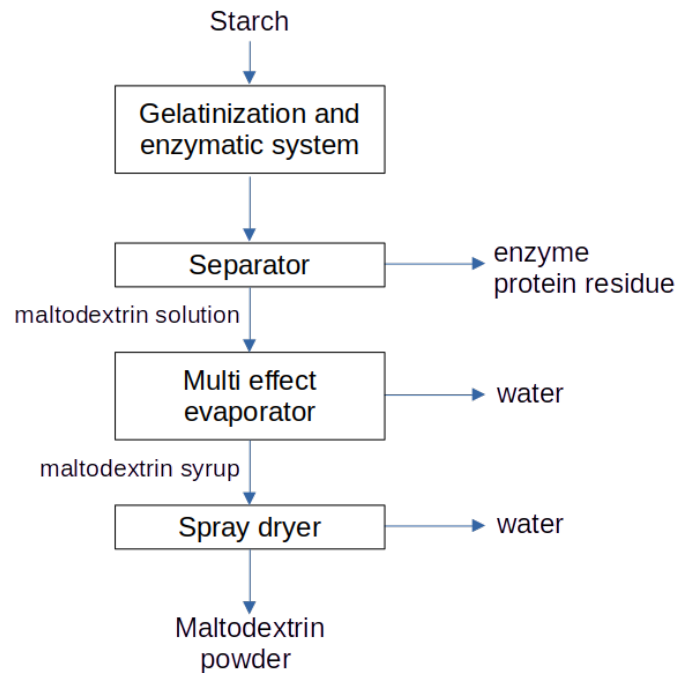 Starch
Gelatinization and
enzymatic system
Separator
enzyme
protein residue
maltodextrin solution
Multi effect
evaporator
water
maltodextrin syrup
Spray dryer
water
Maltodextrin
powder